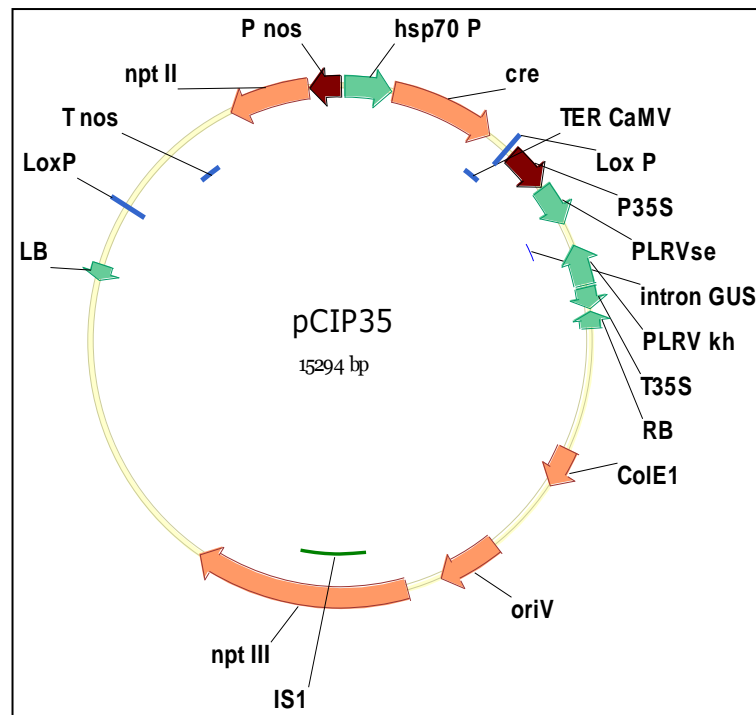 P nos
hsp70 P
npt II
cre
T nos
TER CaMV
LoxP
Lox P
P35S
LB
PLRVse
intron GUS
pCIP35
PLRV kh
15294 bp
T35S
RB
ColE1
oriV
npt III
IS1